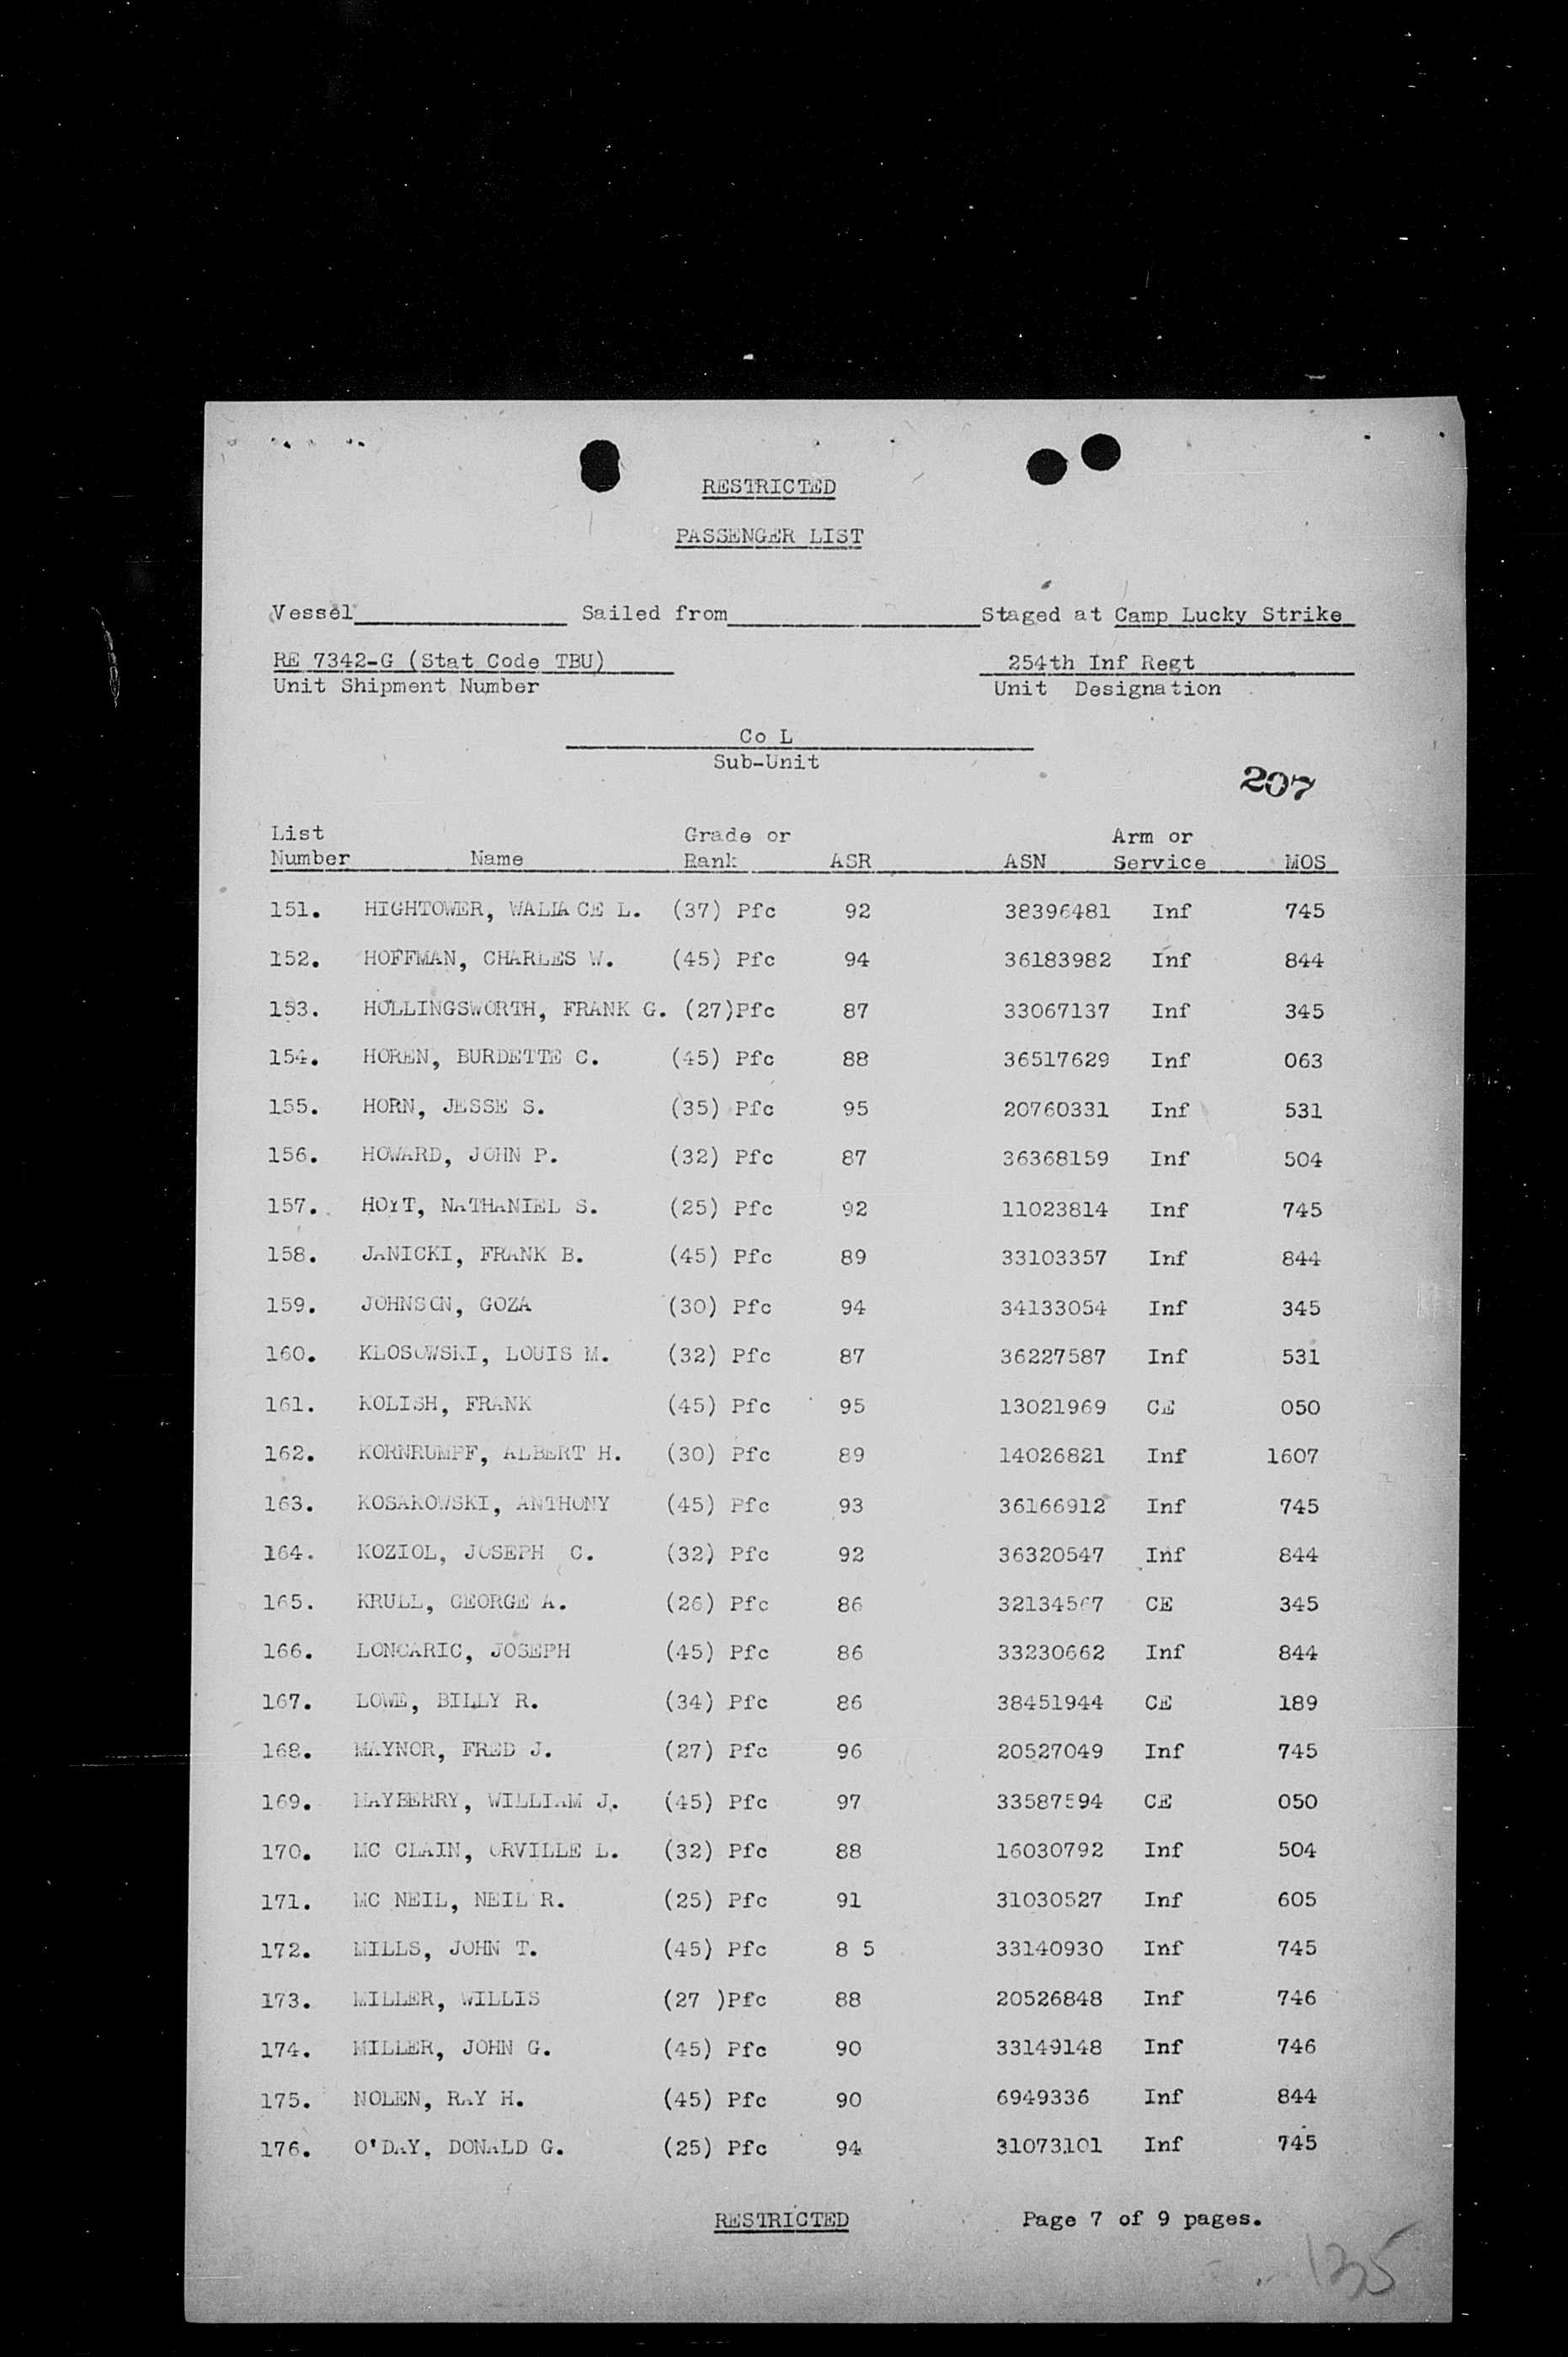 RESTRICTED
PASSENGER LIST
Vessel Sailed from Staged at Camp Lucky Strike
RE 7342-G (Stat Code TBU) 254th Inf Regt
Unit Shipment Number Unit Designation
Co L
Sub-Unit
207
List Grade or Arm or
Number Name Rank ASR ASN Service MOS
151. HIGHTOWER, WALLACE L. (37) Pfc 92 38396481 Inf 745
152. HOFFMAN, CHARLES W. (45) Pfc 94 36183982 Inf 844
153. HOLLINGSWORTH, FRANK G. (27)Pfc 87 33067137 Inf 345
154. HOREN, BURDETTE C. (45) Pfc 88 36517629 Inf 063
155. HORN, JESSE S. (35) Pfc 95 20760331 Inf 531
156. HOWARD, JOHN P. (32) Pfc 87 36368159 Inf 504
157. HOYT, NATHANIEL S. (25) Pfc 92 11023814 Inf 745
158. JANICKI, FRANK B. (45) Pfc 89 33103357 Inf 844
159. JOHNSON, GOZA (30) Pfc 94 34133054 Inf 345
160. KLOSOWSKI, LOUIS M. (32) Pfc 87 36227587 Inf 531
161. KOLISH, FRANK (45) Pfc 95 13021969 CE 050
162. KORNRUMPF, ALBERT H. (30) Pfc 89 14026821 Inf 1607
163. KOSAKOWSKI, ANTHONY (45) Pfc 93 36166912 Inf 745
164. KOZIOL, JOSEPH C. (32) Pfc 92 36320547 Inf 844
165. KRULL, GEORGE A. (26) Pfc 86 32134567 CE 345
166. LONCARIC, JOSEPH (45) Pfc 86 33230662 Inf 844
167. LOWE, BILLY R. (34) Pfc 86 38451944 CE 189
168. MAYNOR, FRED J. (27) Pfc 96 20527049 Inf 745
169. MAYBERRY, WILLIAM J. (45) Pfc 97 33587594 CE 050
170. MC CLAIN, ORVILLE L. (32) Pfc 88 16030792 Inf 504
171. MC NEIL, NEIL R. (25) Pfc 91 31030527 Inf 605
172. MILLS, JOHN T. (45) Pfc 8 5 33140930 Inf 745
173. MILLER, WILLIS (27 )Pfc 88 20526848 Inf 746
174. MILLER, JOHN G. (45) Pfc 90 33149148 Inf 746
175. NOLEN, RAY H. (45) Pfc 90 6949336 Inf 844
176. O'DAY, DONALD G. (25) Pfc 94 31073101 Inf 745
RESTRICTED Page 7 of 9 pages.
135